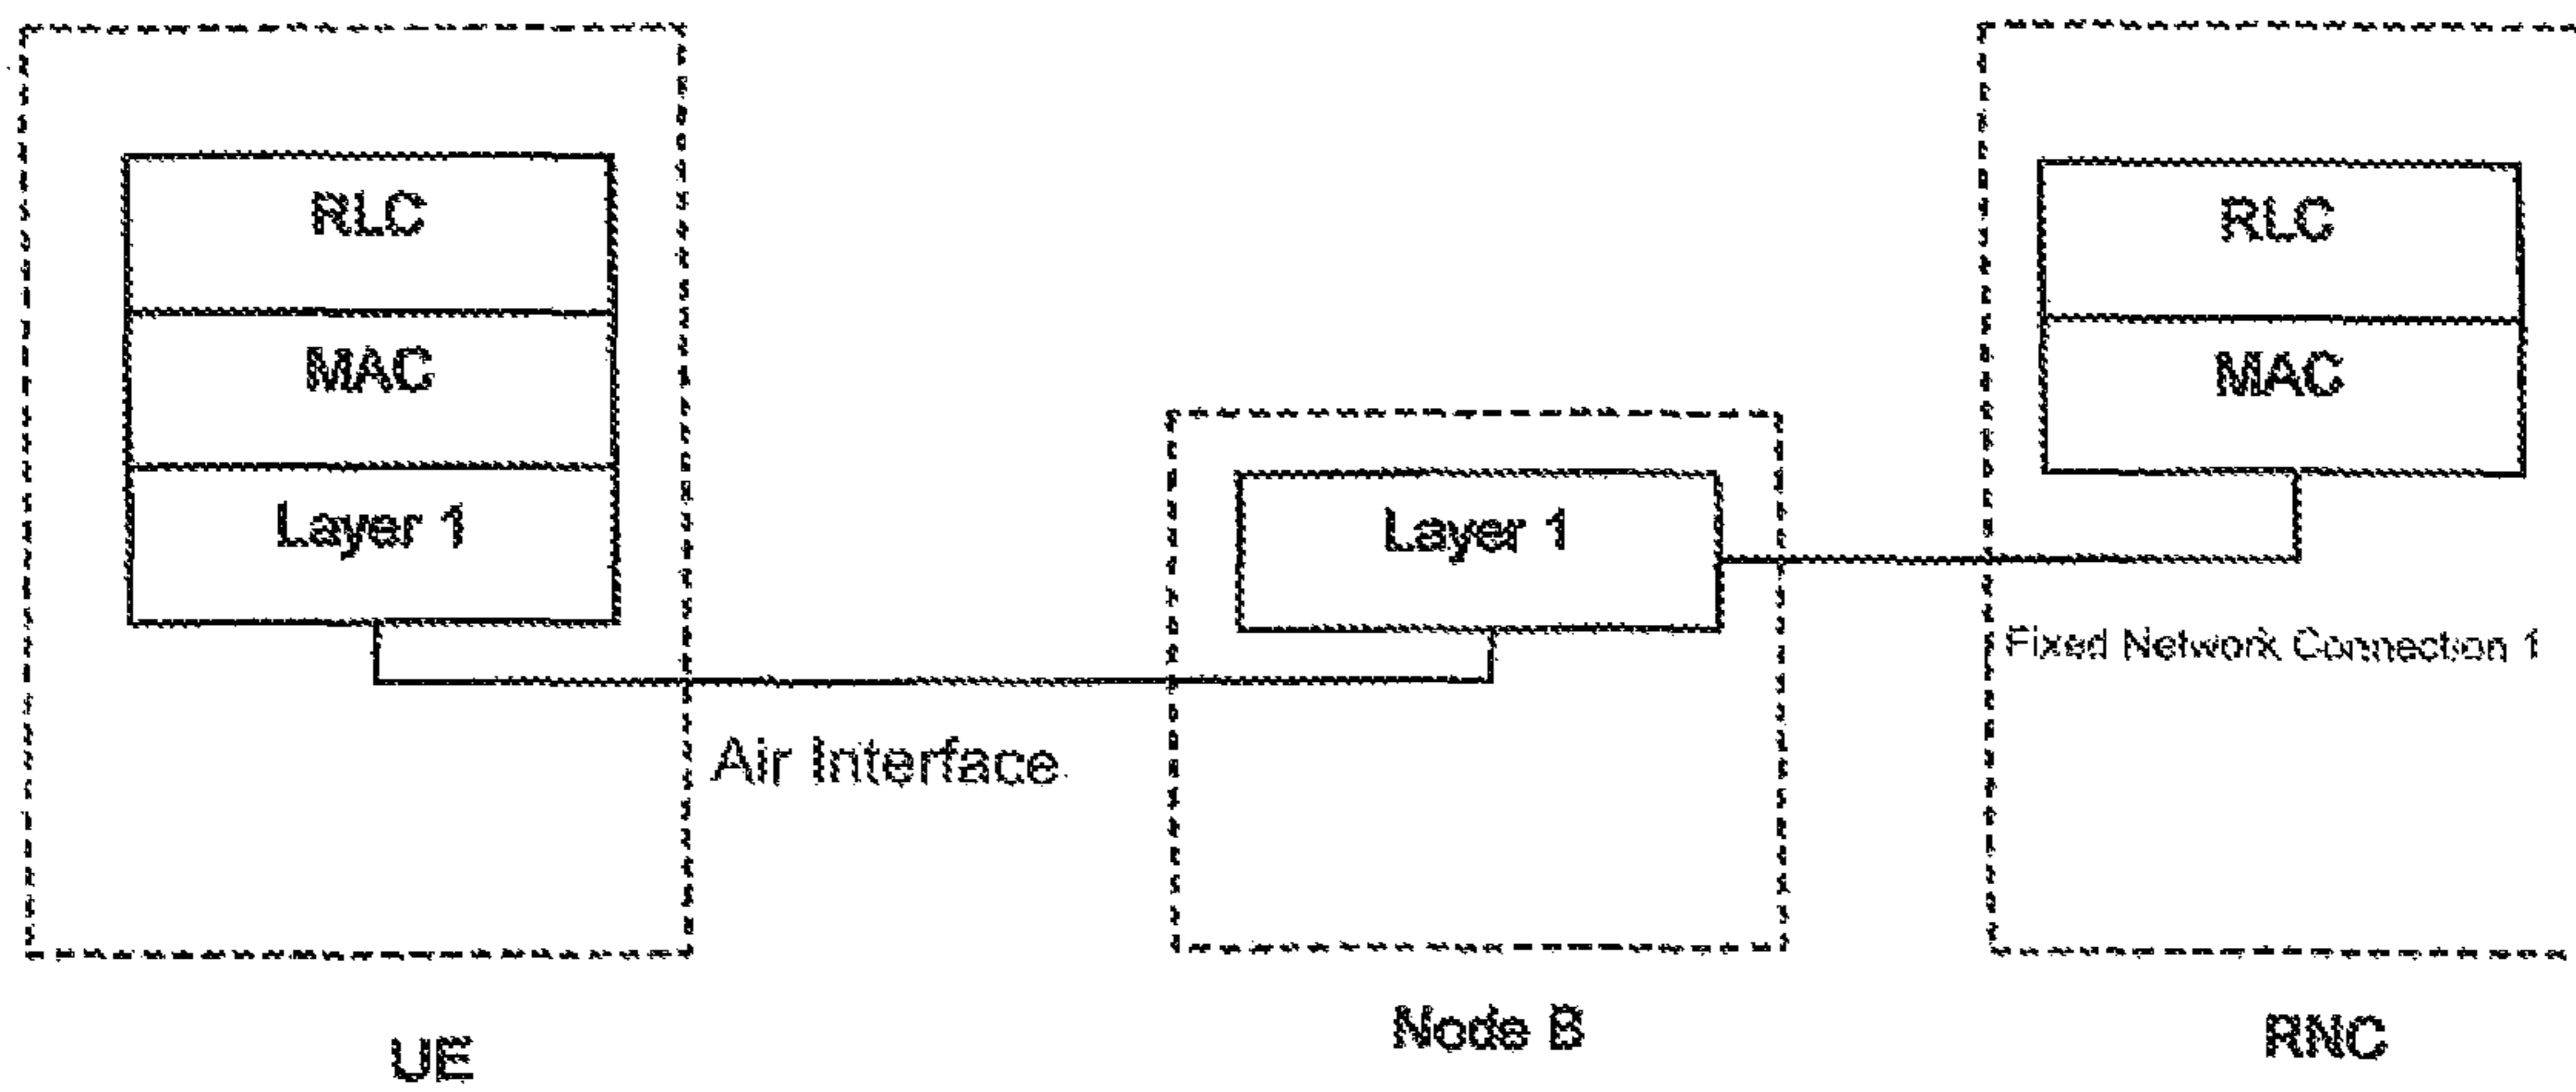 RLC
MAC
Layer 1
UE
Air Interface
Layer 1
Node B
RLC
MAC
Fixed Network Connection 1
RNC